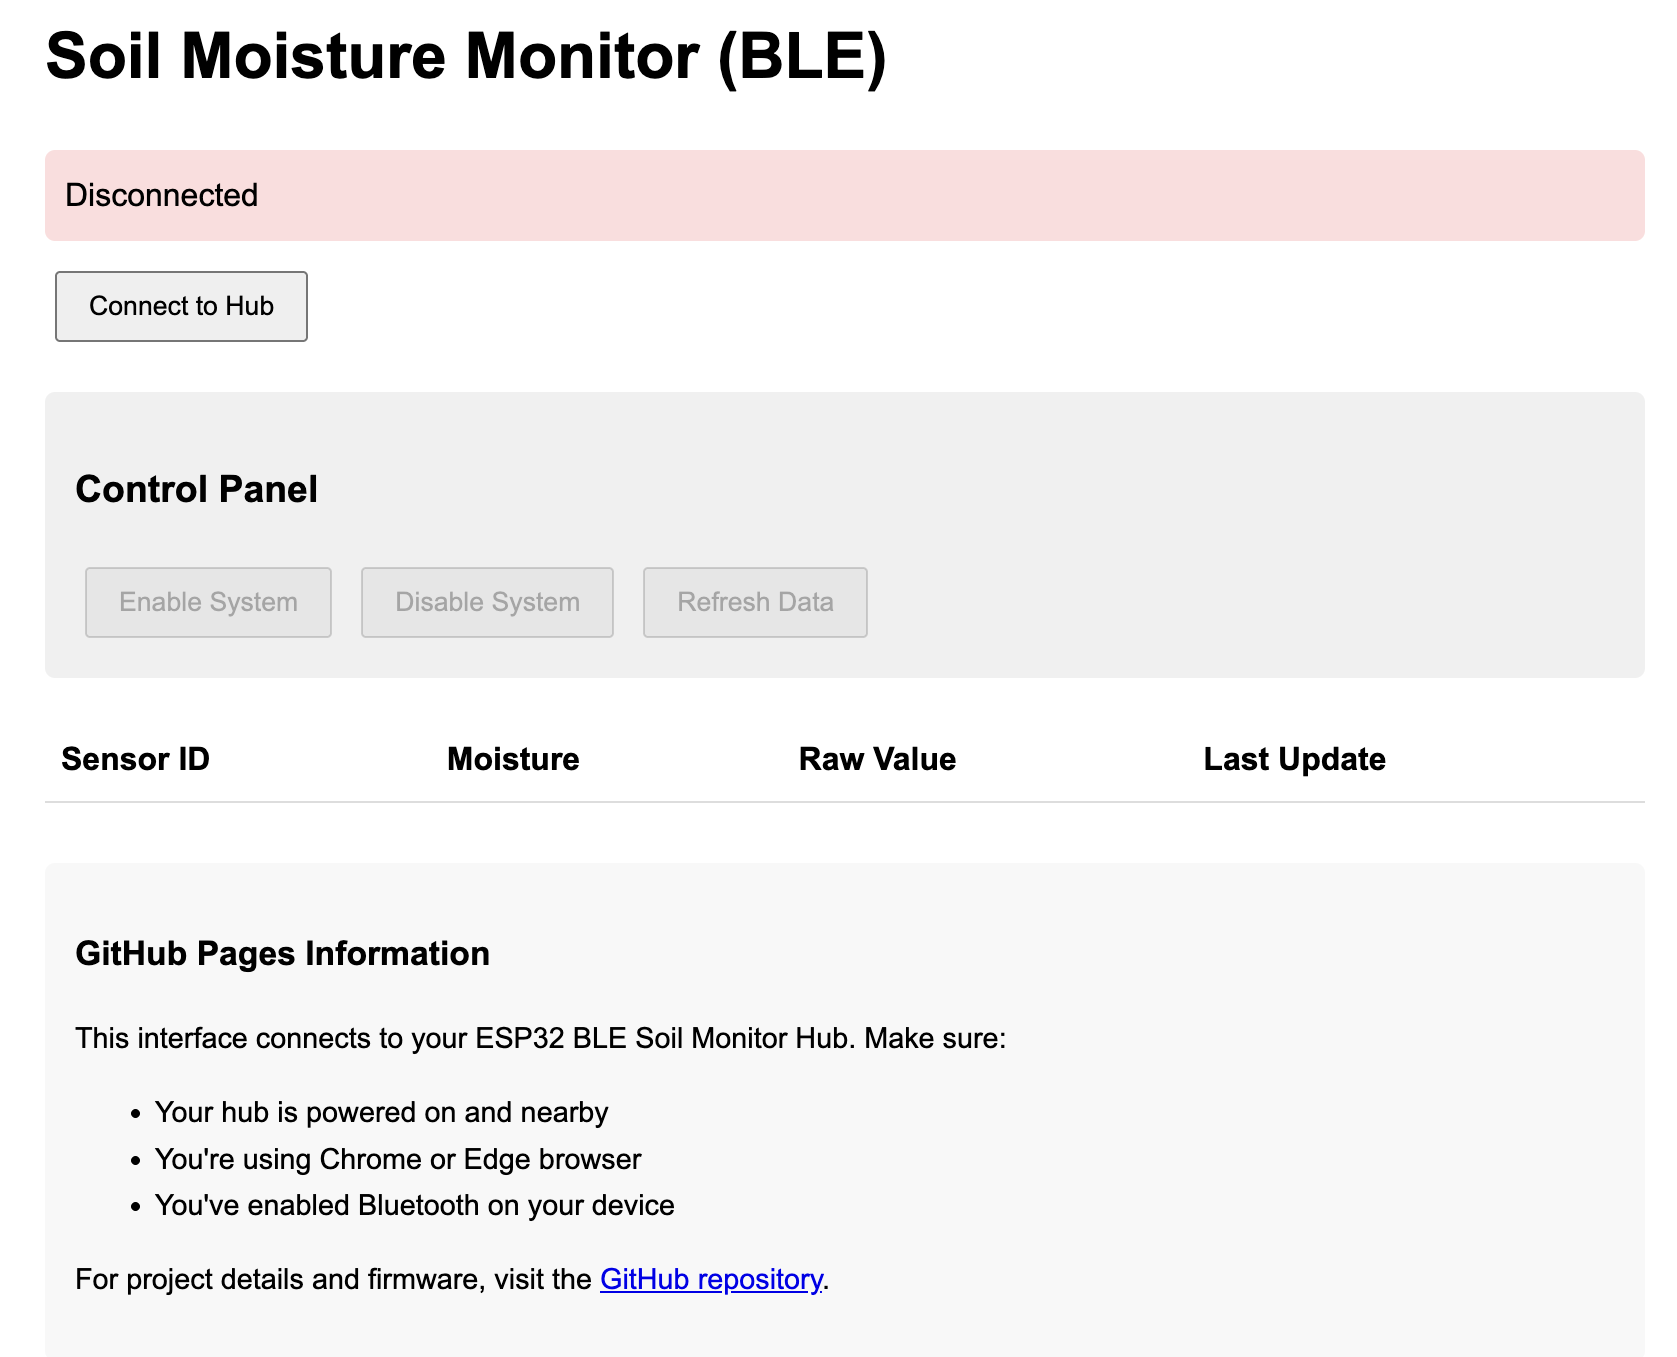 Soil Moisture Monitor (BLE)
Disconnected
Connect to Hub
Control Panel
Enable System Disable System Refresh Data
Sensor ID Moisture Raw Value Last Update
GitHub Pages Information
This interface connects to your ESP32 BLE Soil Monitor Hub. Make sure:
• Your hub is powered on and nearby
• You're using Chrome or Edge browser
• You've enabled Bluetooth on your device
For project details and firmware, visit the GitHub repository.